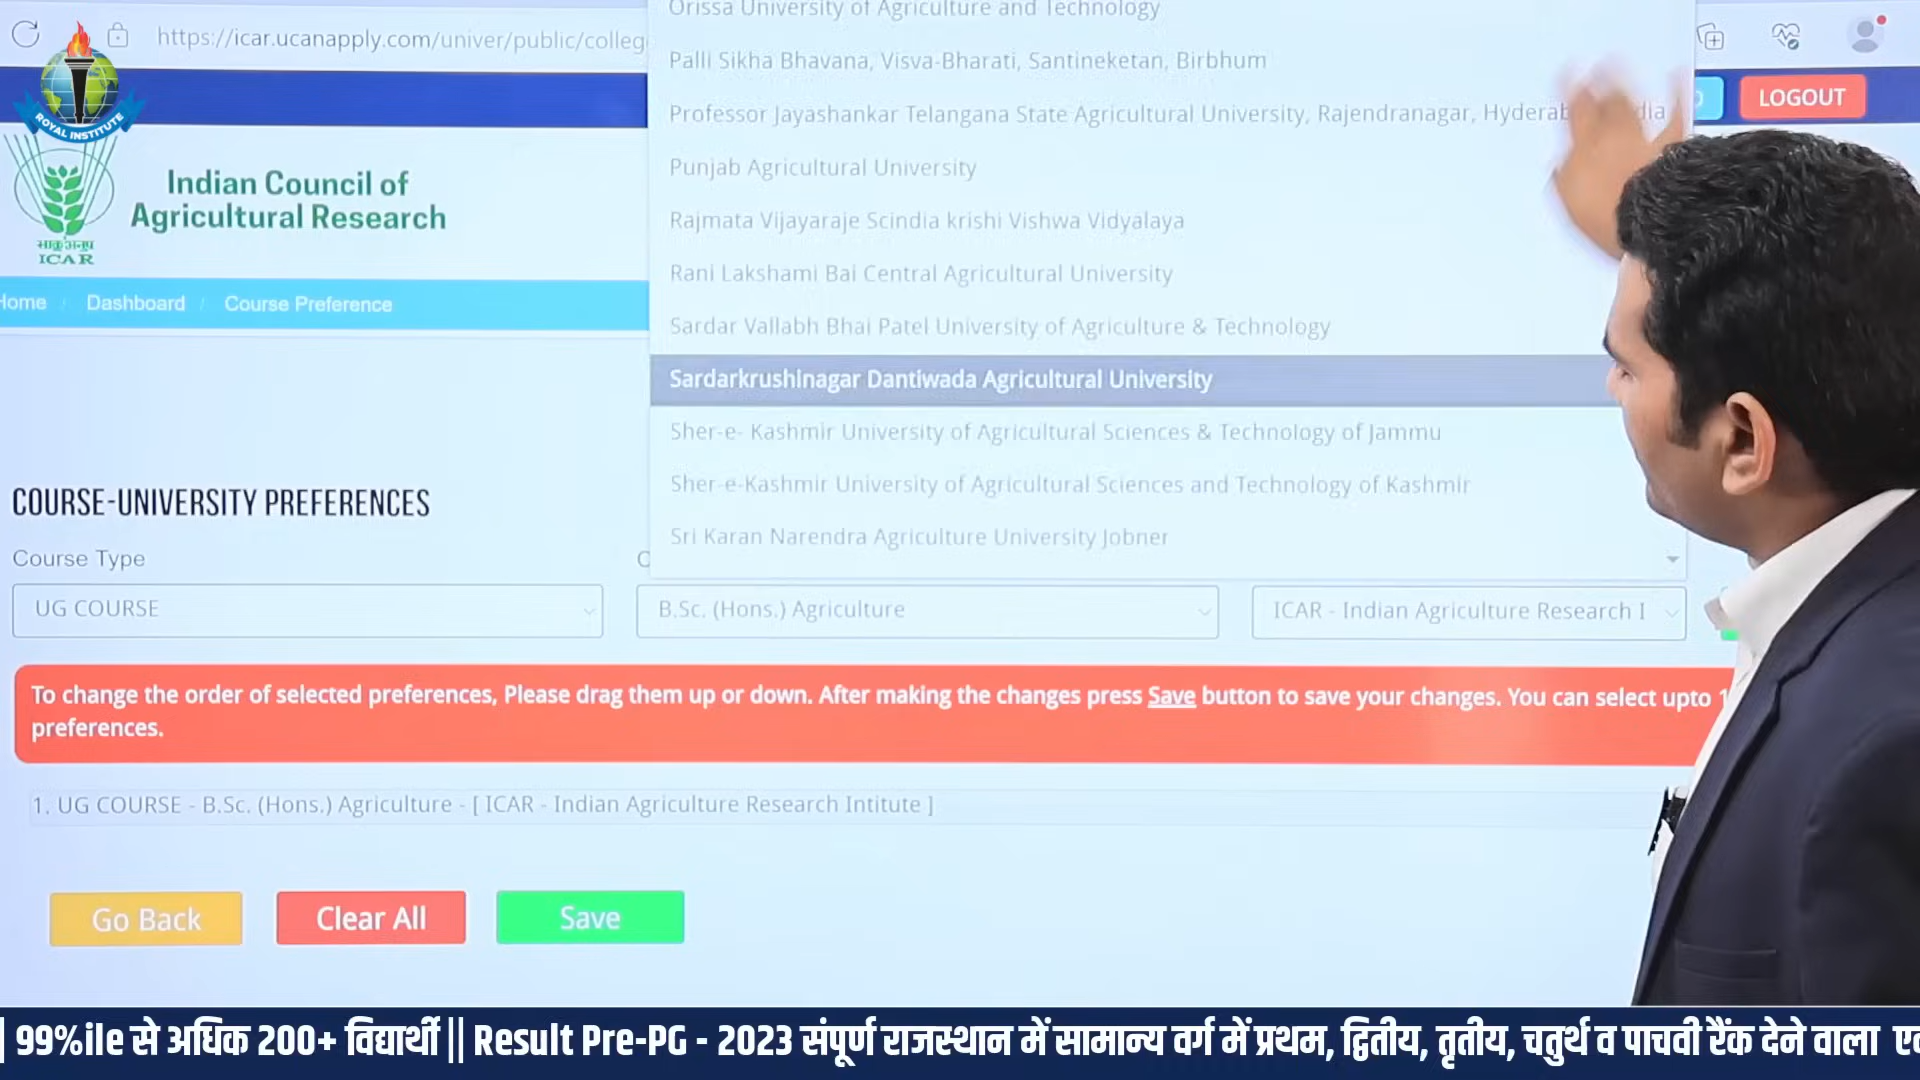 Orissa University of Agriculture and Technology
https://icar.ucanapply.com/univer/public/colleg
Palli Sikha Bhavana, Visva-Bharati, Santineketan, Birbhum
LOGOUT
Professor Jayashankar Telangana State Agricultural University, Rajendranagar,
ROYAL INSTITUTE
Punjab Agricultural University
Indian Council of
Agricultural Research
ICAR
Rajmata Vijayaraje Scindia krishi Vishwa Vidyalaya
Rani Lakshami Bai Central Agricultural University
Home / Dashboard / Course Preference
Sardar Vallabh Bhai Patel University of Agriculture & Technology
Sardarkrushinagar Dantiwada Agricultural University
Sher-e- Kashmir University of Agricultural Sciences & Technology of Jammu
Sher-e-Kashmir University of Agricultural Sciences and Technology of Kashmir
Sri Karan Narendra Agriculture University Jobner
COURSE-UNIVERSITY PREFERENCES
Course Type
UG COURSE
B.Sc. (Hons.) Agriculture
ICAR - Indian Agriculture Research I
To change the order of selected preferences, Please drag them up or down. After making the changes press Save button to save your changes. You can select upto
preferences.
1. UG COURSE - B.Sc. (Hons.) Agriculture - [ ICAR - Indian Agriculture Research Intitute ]
Go Back
Clear All
Save
| 99%ile से अधिक 200+ विद्यार्थी || Result Pre-PG - 2023 संपूर्ण राजस्थान में सामान्य वर्ग में प्रथम, द्वितीय, तृतीय, चतुर्थ व पाचवी रैंक देने वाला